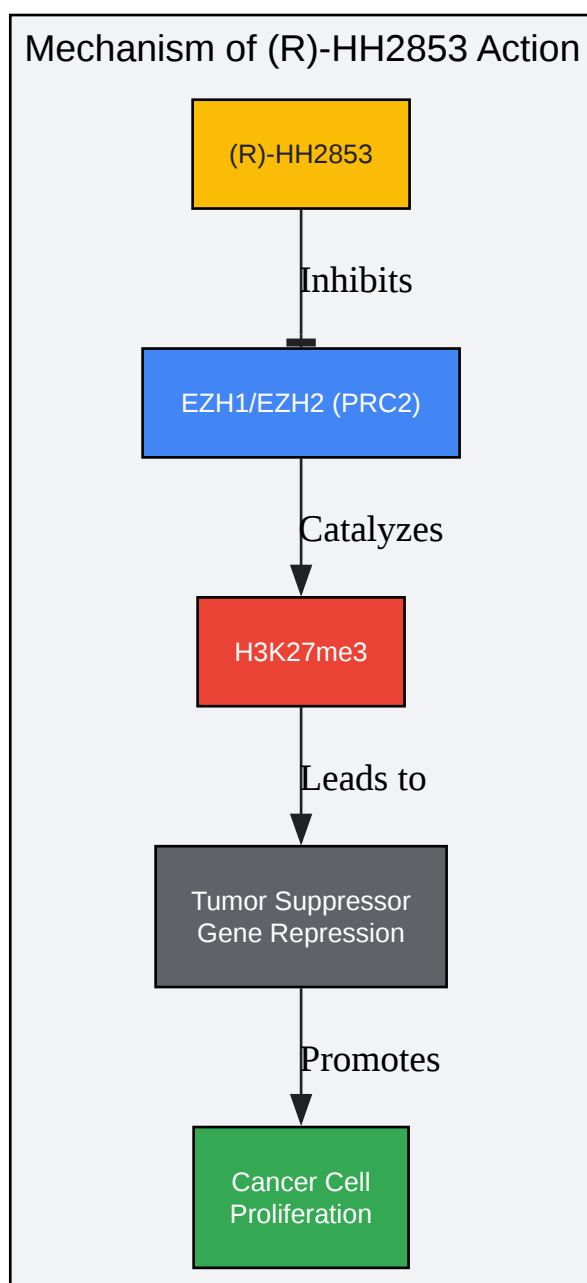 Mechanism of (R)-HH2853 Action
(R)-HH2853
Inhibits
EZH1/EZH2 (PRC2)
Catalyzes
H3K27me3
Leads to
Tumor Suppressor
Gene Repression
Promotes
Cancer Cell
Proliferation